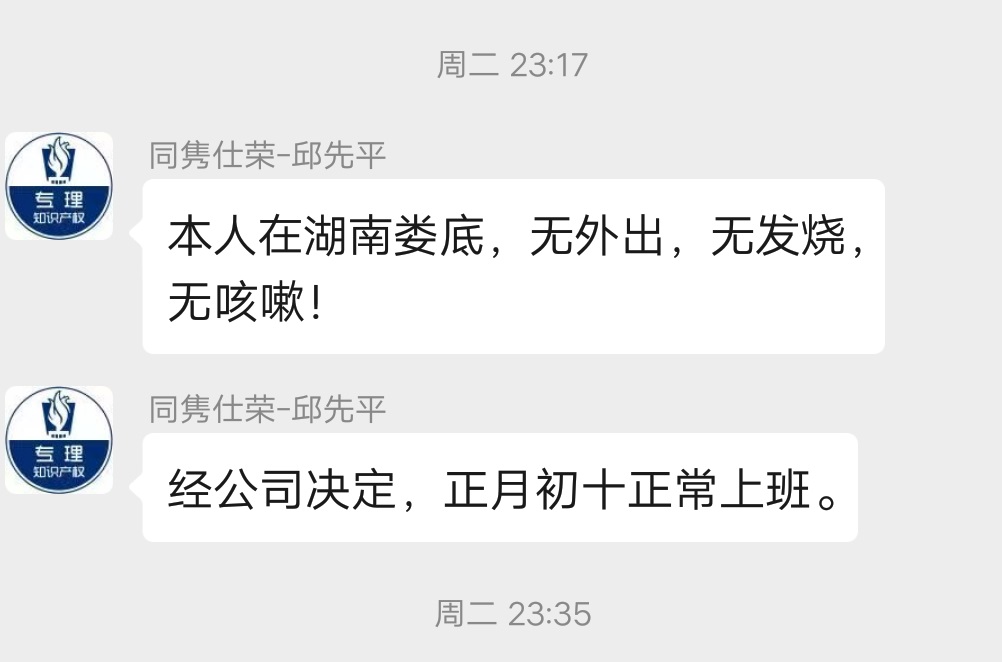 周二 23:17
同隽仕荣-邱先平
专理
知识产权
本人在湖南娄底，无外出，无发烧，
无咳嗽！
同隽仕荣-邱先平
专理
知识产权
经公司决定，正月初十正常上班。
周二 23:35